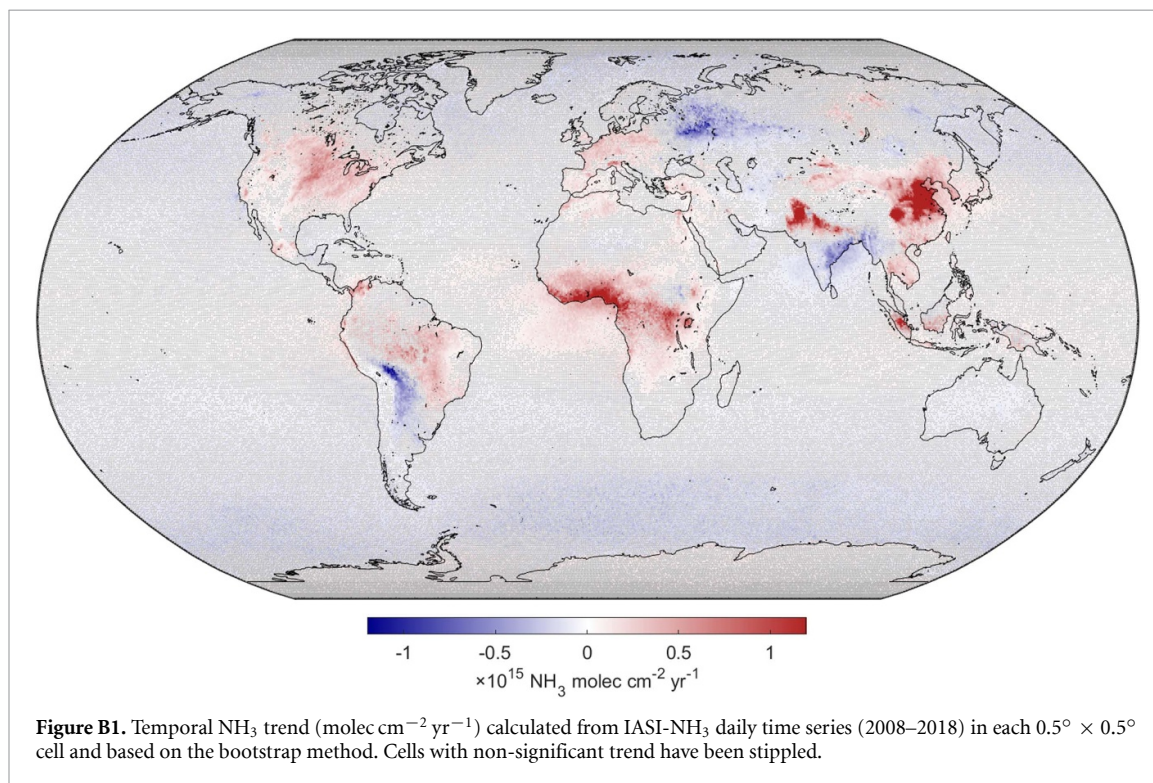 -1 -0.5 0 0.5 1
×10¹⁵ NH₃ molec cm⁻² yr⁻¹
Figure B1. Temporal NH₃ trend (molec cm⁻² yr⁻¹) calculated from IASI-NH₃ daily time series (2008–2018) in each 0.5° × 0.5°
cell and based on the bootstrap method. Cells with non-significant trend have been stippled.